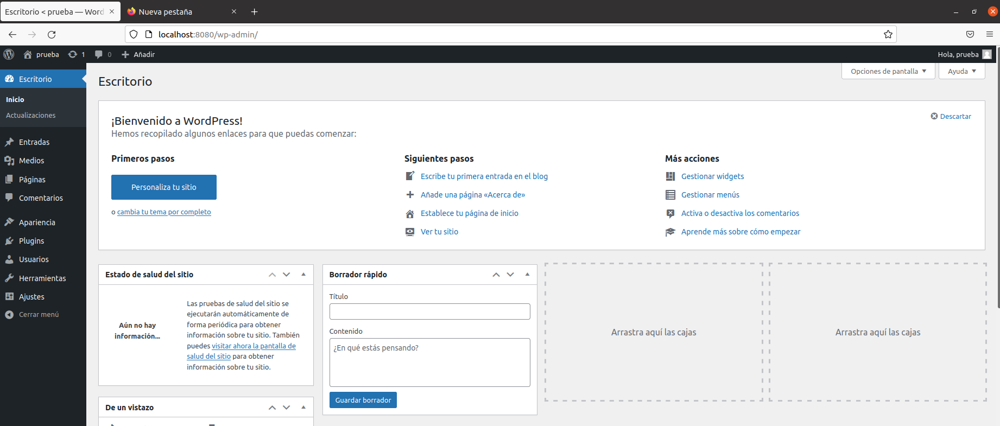 Escritorio < prueba — Word
Nueva pestaña
localhost:8080/wp-admin/
prueba
1
0
Añadir
Hola, prueba
Escritorio
Inicio
Actualizaciones
Entradas
Medios
Páginas
Comentarios
Apariencia
Plugins
Usuarios
Herramientas
Ajustes
Cerrar menú
Opciones de pantalla
Ayuda
Escritorio
¡Bienvenido a WordPress!
Descartar
Hemos recopilado algunos enlaces para que puedas comenzar:
Primeros pasos
Personaliza tu sitio
o cambia tu tema por completo
Siguientes pasos
Escribe tu primera entrada en el blog
Añade una página «Acerca de»
Establece tu página de inicio
Ver tu sitio
Más acciones
Gestionar widgets
Gestionar menús
Activa o desactiva los comentarios
Aprende más sobre cómo empezar
Estado de salud del sitio
Aún no hay
información...
Las pruebas de salud del sitio se
ejecutarán automáticamente de
forma periódica para obtener
información sobre tu sitio. También
puedes visitar ahora la pantalla de
salud del sitio para obtener
información sobre tu sitio.
De un vistazo
Borrador rápido
Título
Contenido
¿En qué estás pensando?
Guardar borrador
Arrastra aquí las cajas
Arrastra aquí las cajas